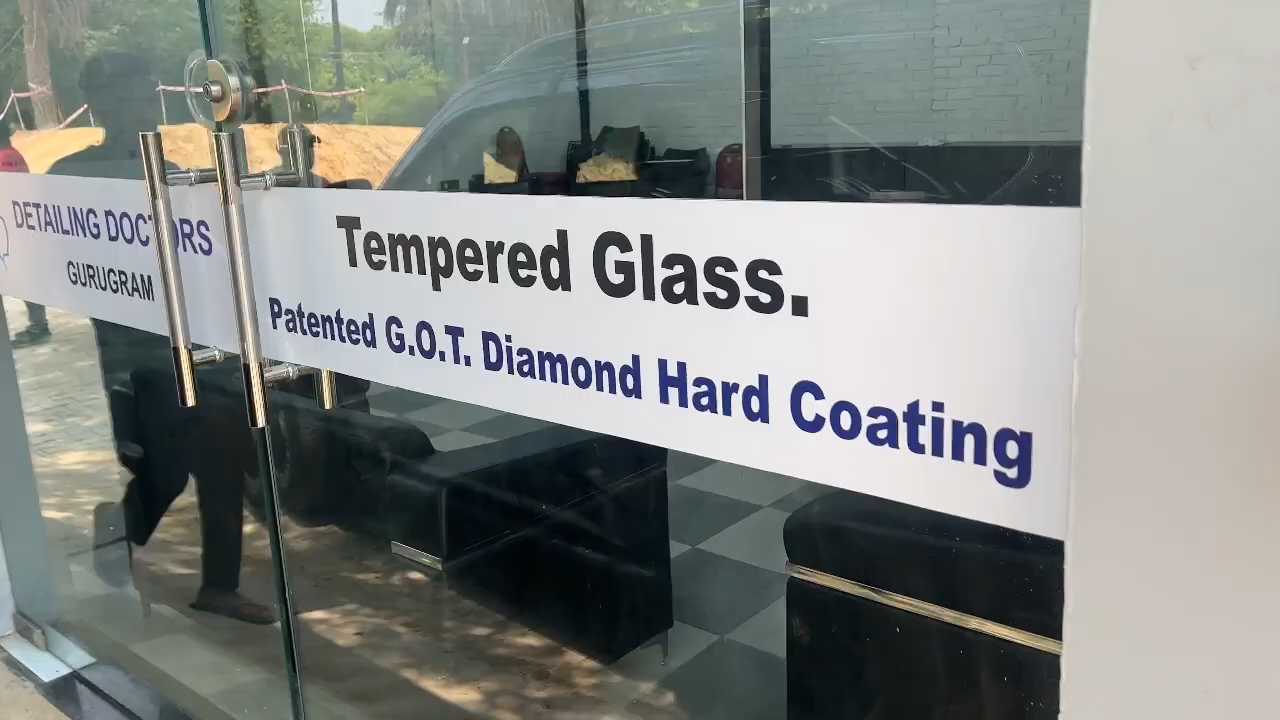 DETAILING DOCTORS
GURUGRAM
Tempered Glass.
Patented G.O.T. Diamond Hard Coating